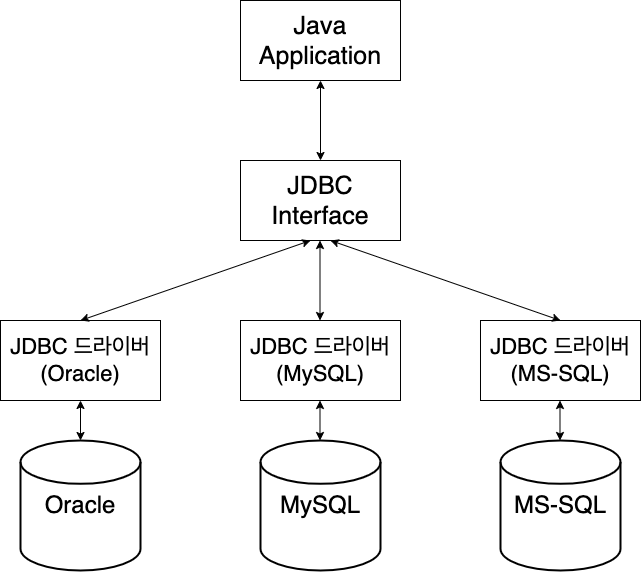 Java
Application
JDBC
Interface
JDBC 드라이버
(Oracle)
JDBC 드라이버
(MySQL)
JDBC 드라이버
(MS-SQL)
Oracle
MySQL
MS-SQL